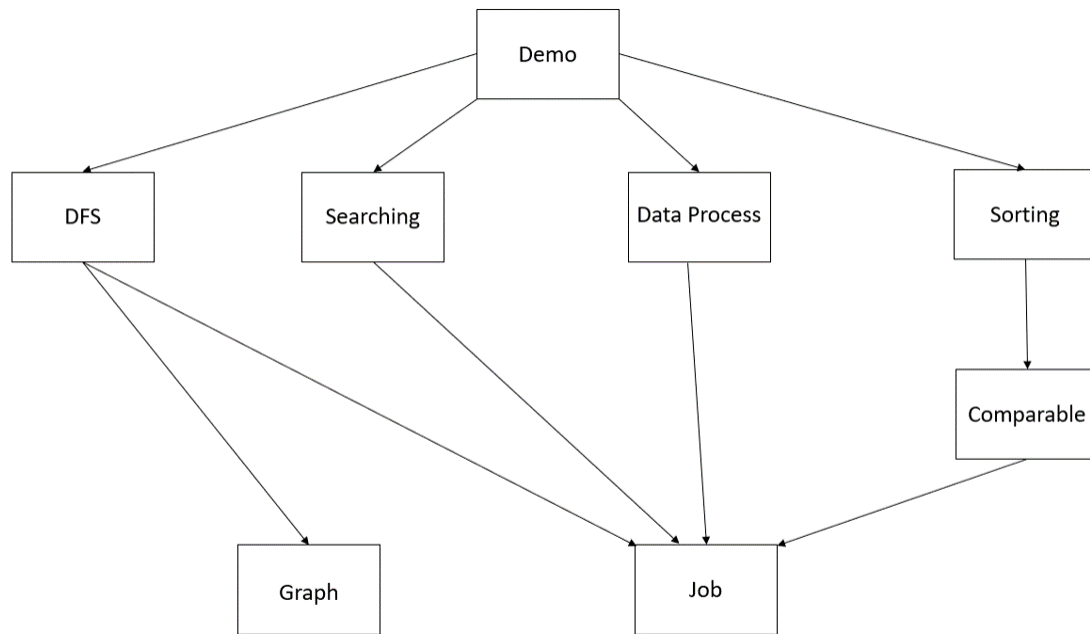 Demo
DFS
Searching
Data Process
Sorting
Comparable
Graph
Job